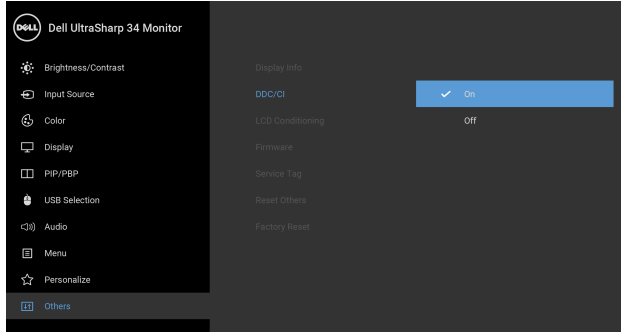 DELL Dell UltraSharp 34 Monitor
Brightness/Contrast Display Info
Input Source DDC/CI On
Color LCD Conditioning Off
Display Firmware
PIP/PBP Service Tag
USB Selection Reset Others
Audio Factory Reset
Menu
Personalize
Others